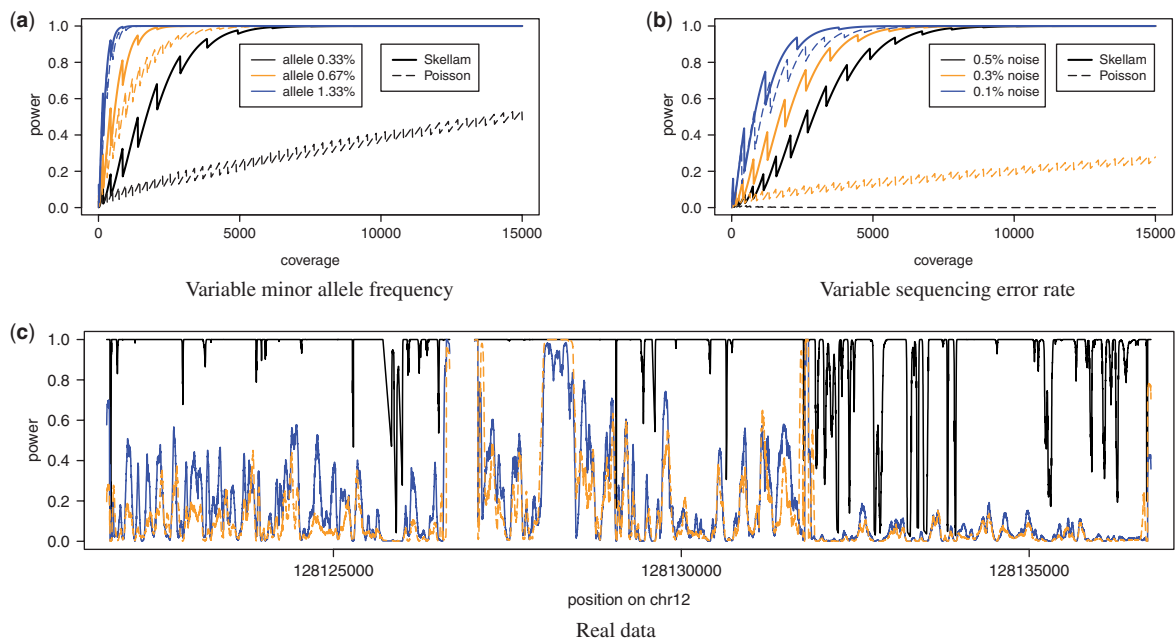 (a)
1.0
0.8
0.6
0.4
0.2
0.0
power
allele 0.33%
allele 0.67%
allele 1.33%
Skellam
Poisson
0
5000
10000
15000
coverage
Variable minor allele frequency
(b)
1.0
0.8
0.6
0.4
0.2
0.0
power
0.5% noise
0.3% noise
0.1% noise
Skellam
Poisson
0
5000
10000
15000
coverage
Variable sequencing error rate
(c)
1.0
0.8
0.6
0.4
0.2
0.0
power
128125000
128130000
128135000
position on chr12
Real data